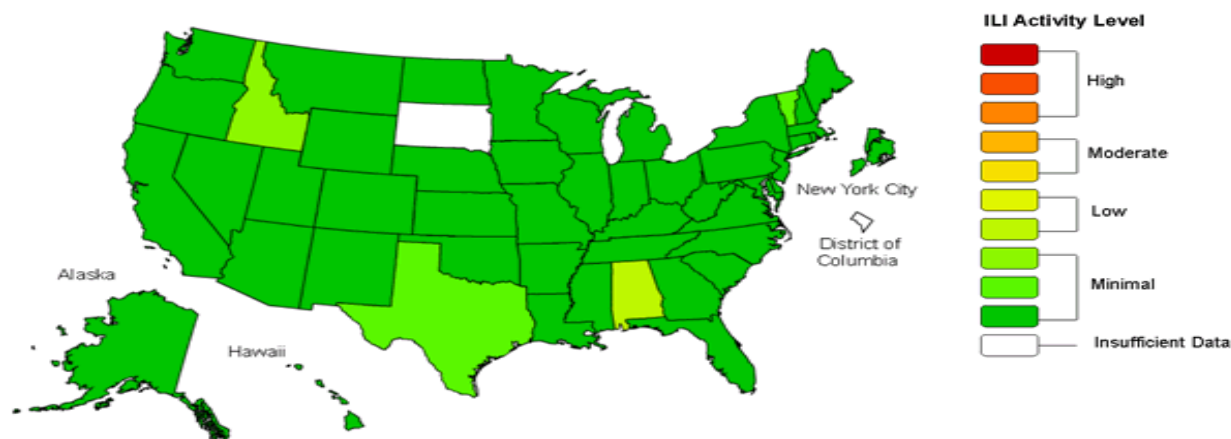 ILI Activity Level
High
Moderate
New York City
Low
District of
Columbia
Alaska
Minimal
Hawaii
Insufficient Data